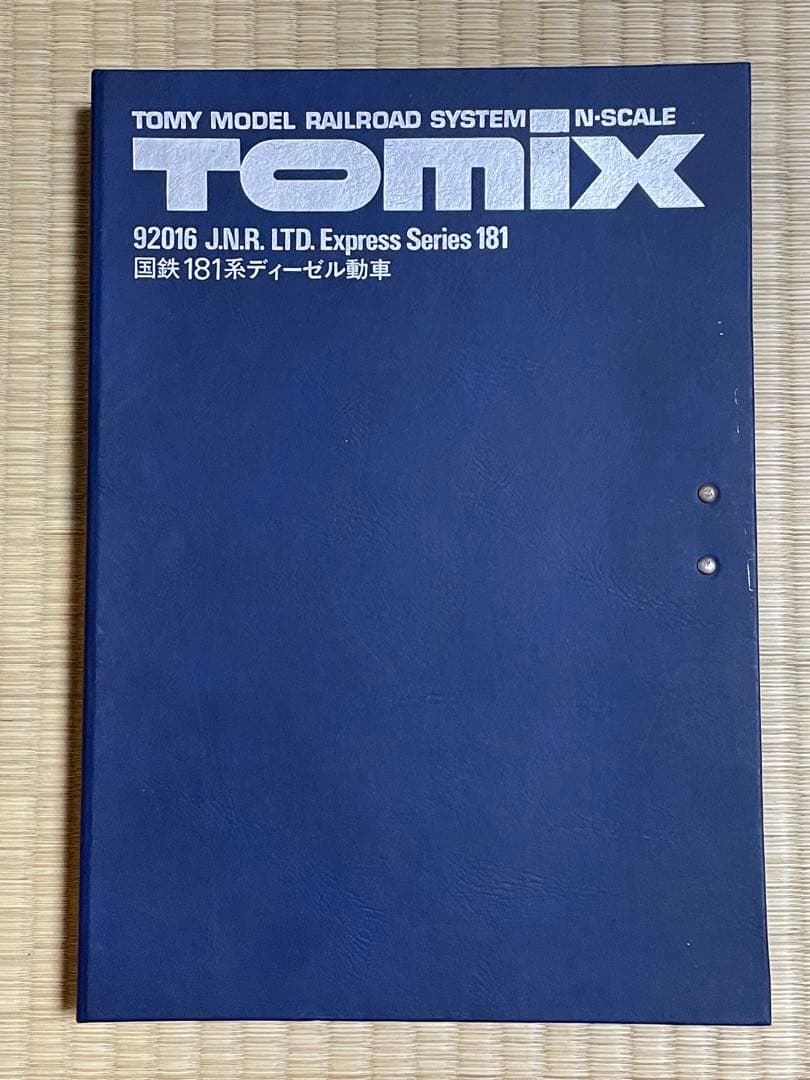 TOMY MODEL RAILROAD SYSTEM N·SCALE
TOMIX
92016 J.N.R. LTD. Express Series 181
国鉄181系ディーゼル動車